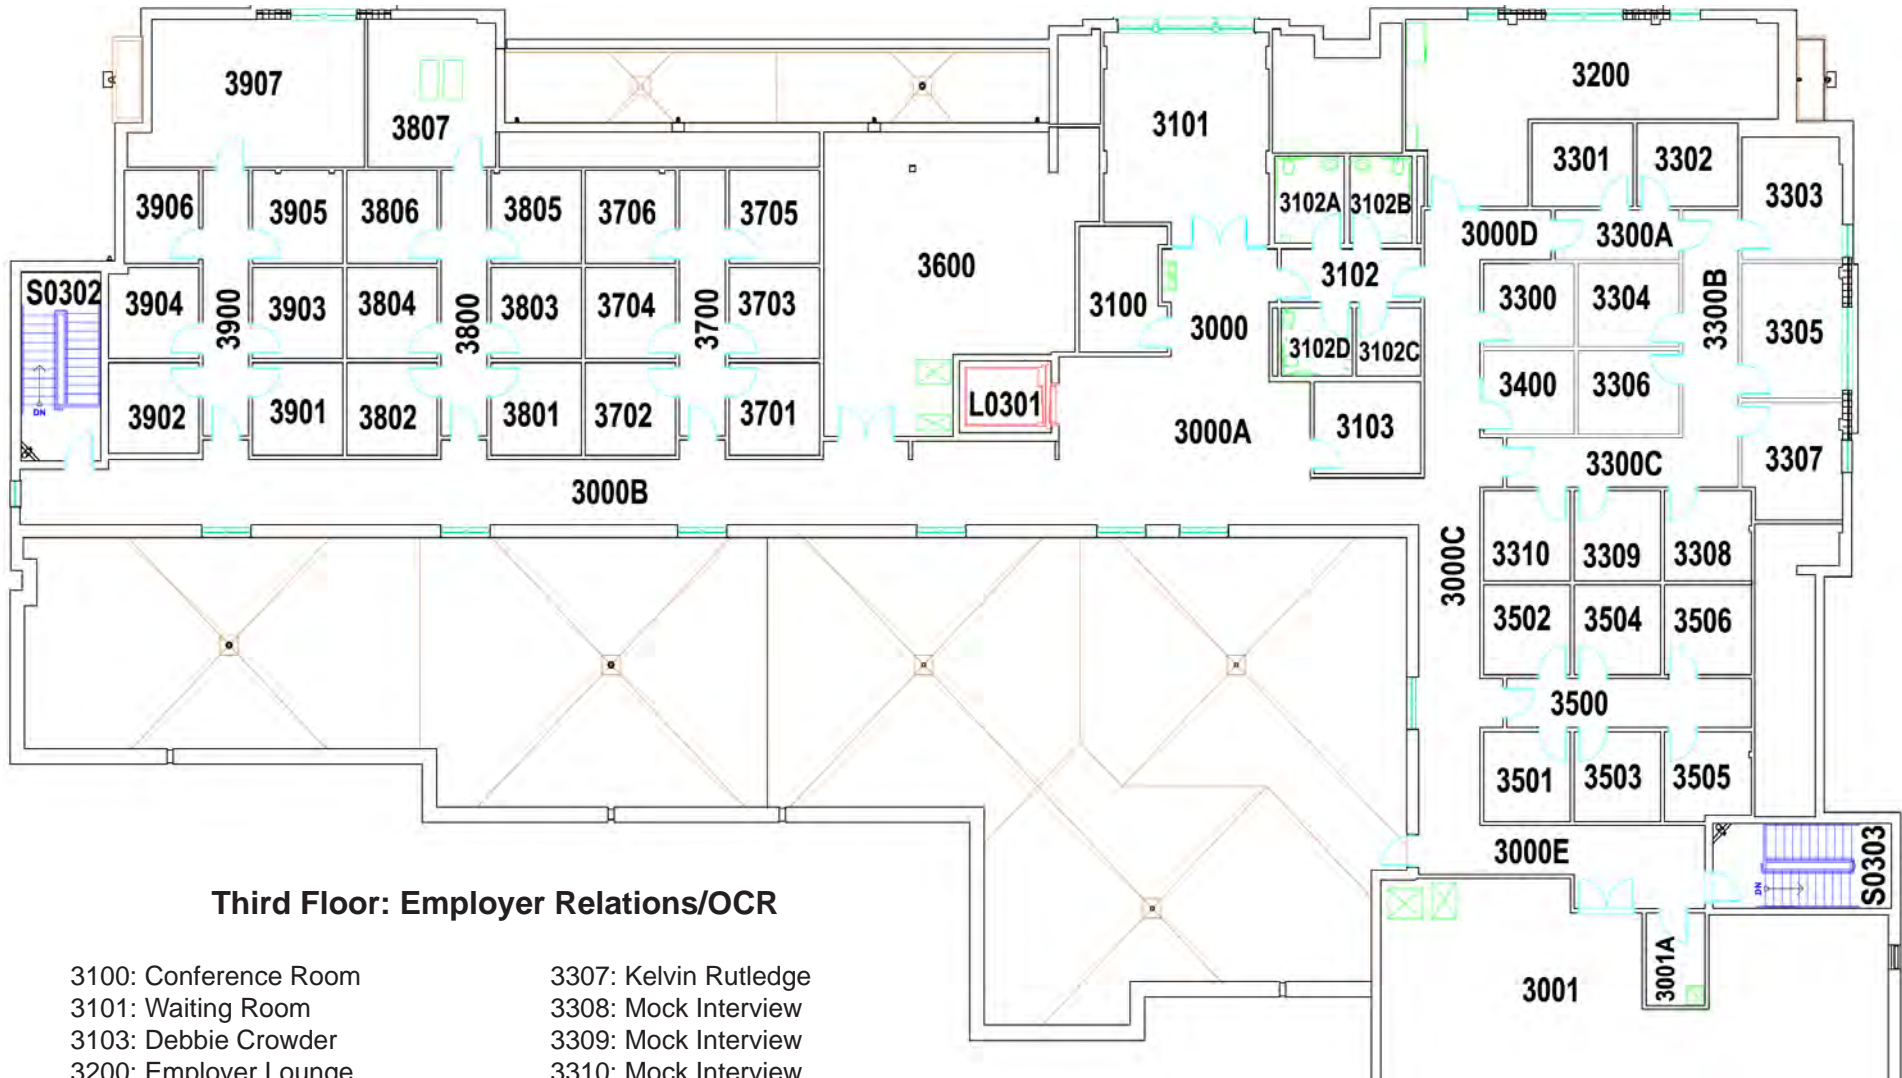 3907
3807
3101
3200
3301
3302
3303
3906
3905
3806
3805
3706
3705
3102A
3102B
3000D
3300A
3600
3100
3102
3000
3102D
3102C
3300
3304
3300B
3305
S0302
DN
3904
3900
3903
3804
3800
3803
3704
3700
3703
3902
3901
3802
3801
3702
3701
L0301
3000A
3103
3400
3306
3300C
3307
3000B
3000C
3310
3309
3308
3502
3504
3506
3500
3501
3503
3505
3000E
DN
S0303
3001
3001A
Third Floor: Employer Relations/OCR
3100: Conference Room
3101: Waiting Room
3103: Debbie Crowder
3200: Employer Lounge
3307: Kelvin Rutledge
3308: Mock Interview
3309: Mock Interview
3310: Mock Interview